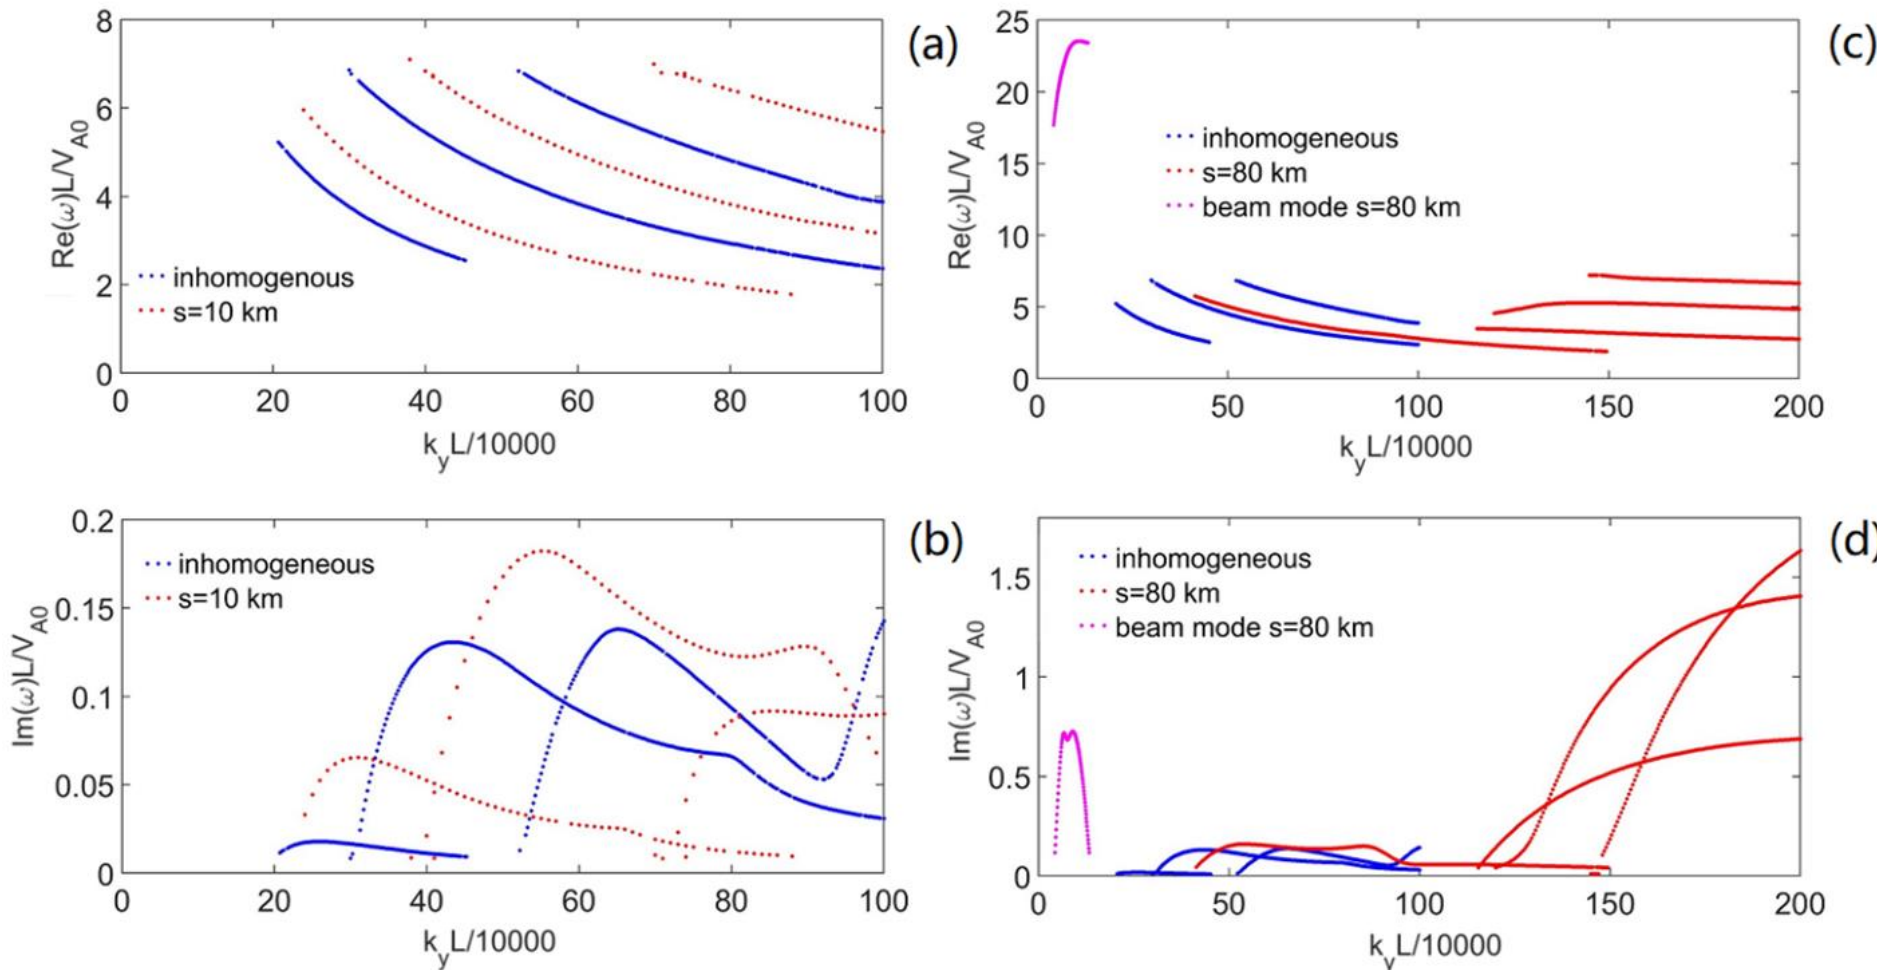 (a)
8
6
4
2
0
Re(ω)L/V_A0
inhomogenous
s=10 km
0 20 40 60 80 100
k_yL/10000
(c)
25
20
15
10
5
0
Re(ω)L/V_A0
inhomogeneous
s=80 km
beam mode s=80 km
0 50 100 150 200
k_yL/10000
(b)
0.2
0.15
0.1
0.05
0
Im(ω)L/V_A0
inhomogeneous
s=10 km
0 20 40 60 80 100
k_yL/10000
(d)
1.5
1
0.5
0
Im(ω)L/V_A0
inhomogeneous
s=80 km
beam mode s=80 km
0 50 100 150 200
k_yL/10000